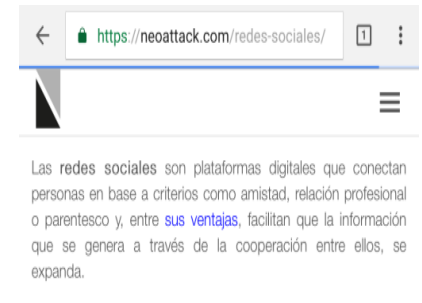 https://neoattack.com/redes-sociales/ 1
Las redes sociales son plataformas digitales que conectan
personas en base a criterios como amistad, relación profesional
o parentesco y, entre sus ventajas, facilitan que la información
que se genera a través de la cooperación entre ellos, se
expanda.